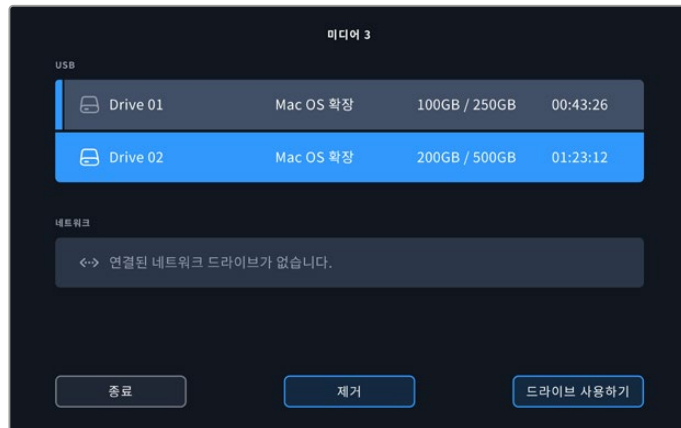 미디어 3
USB
Drive 01 Mac OS 확장 100GB / 250GB 00:43:26
Drive 02 Mac OS 확장 200GB / 500GB 01:23:12
네트워크
연결된 네트워크 드라이브가 없습니다.
종료 제거 드라이브 사용하기